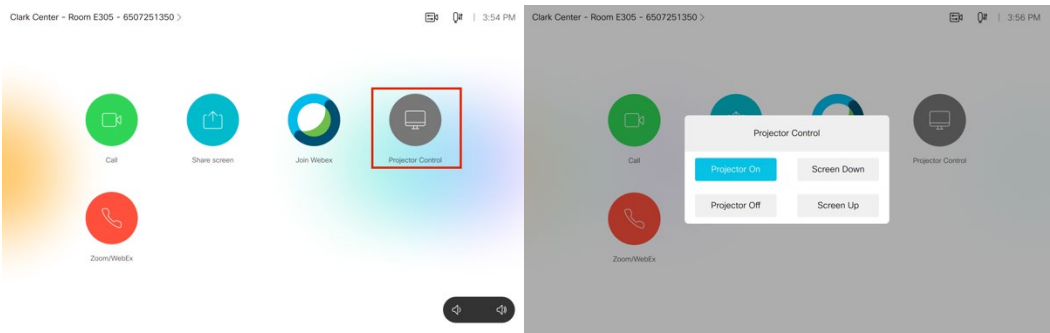 Clark Center - Room E305 - 6507251350 >
3:54 PM
Call
Share screen
Join Webex
Projector Control
Zoom/WebEx
Clark Center - Room E305 - 6507251350 >
3:56 PM
Projector Control
Projector On
Screen Down
Projector Off
Screen Up
Call
Projector Control
Zoom/WebEx